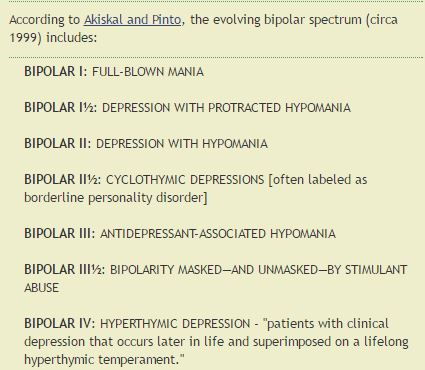 According to Akiskal and Pinto, the evolving bipolar spectrum (circa
1999) includes:
BIPOLAR I: FULL-BLOWN MANIA
BIPOLAR I½: DEPRESSION WITH PROTRACTED HYPOMANIA
BIPOLAR II: DEPRESSION WITH HYPOMANIA
BIPOLAR II½: CYCLOTHYMIC DEPRESSIONS [often labeled as
borderline personality disorder]
BIPOLAR III: ANTIDEPRESSANT-ASSOCIATED HYPOMANIA
BIPOLAR III½: BIPOLARITY MASKED—AND UNMASKED—BY STIMULANT
ABUSE
BIPOLAR IV: HYPERTHYMIC DEPRESSION - "patients with clinical
depression that occurs later in life and superimposed on a lifelong
hyperthymic temperament."